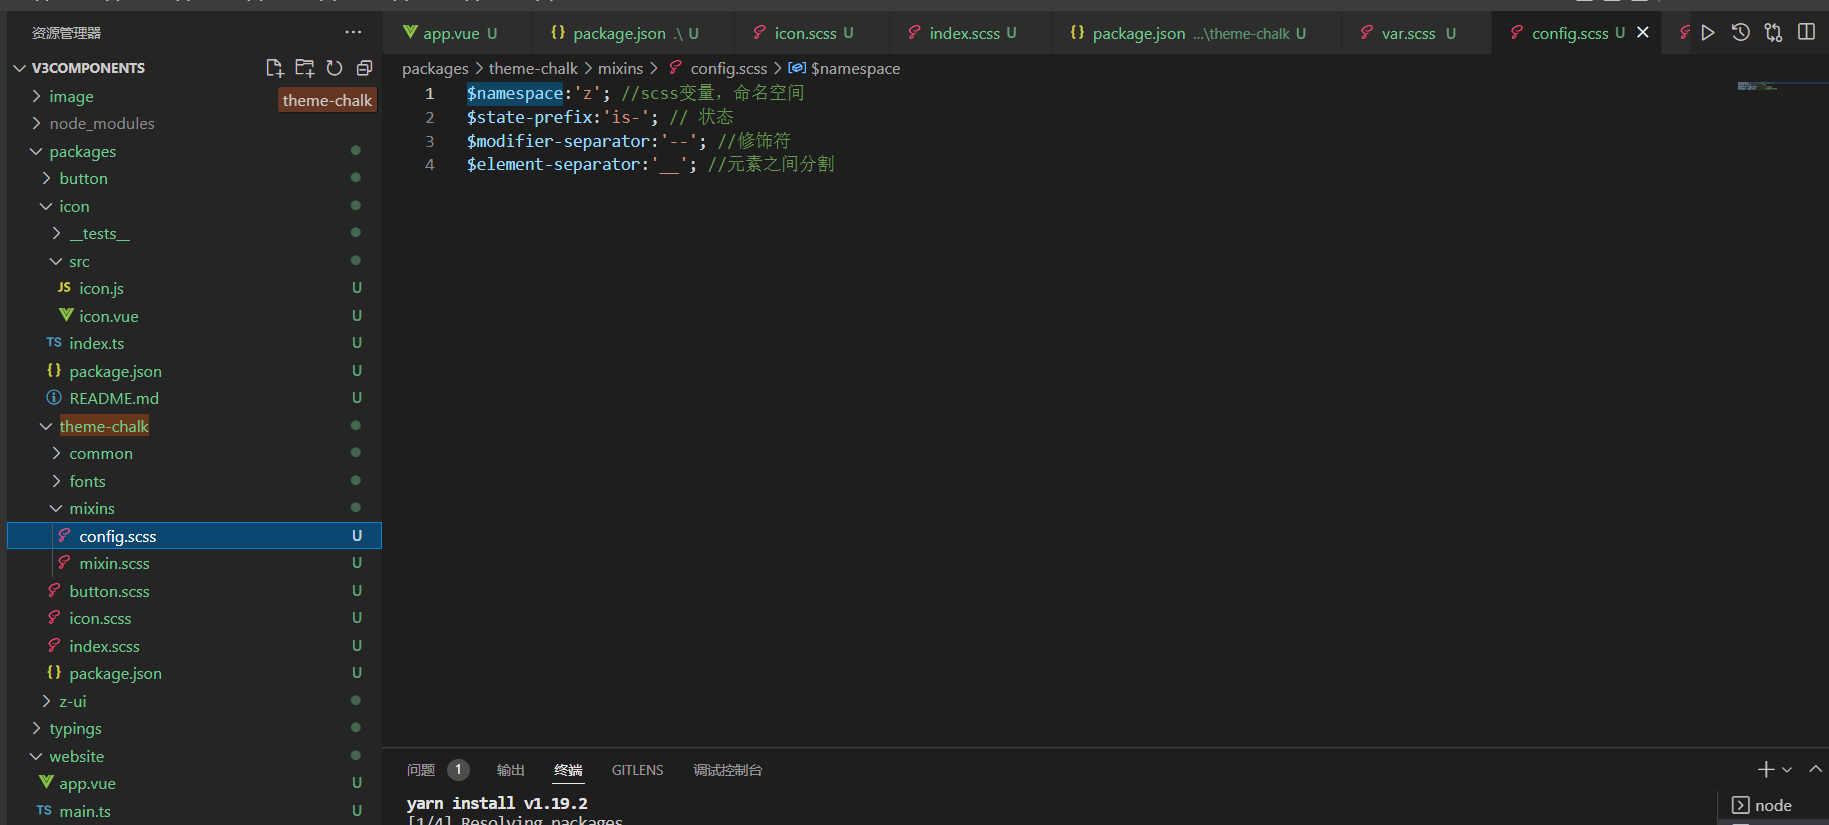 资源管理器
V3COMPONENTS
theme-chalk
image
node_modules
packages
button
icon
__tests__
src
JS icon.js U
icon.vue U
TS index.ts U
{} package.json U
README.md U
theme-chalk
common
fonts
mixins
config.scss U
mixin.scss U
button.scss U
icon.scss U
index.scss U
{} package.json U
z-ui
typings
website
app.vue U
TS main.ts U
app.vue U
{} package.json .\ U
icon.scss U
index.scss U
{} package.json ...\theme-chalk U
var.scss U
config.scss U
packages > theme-chalk > mixins > config.scss > $namespace
1 $namespace:'z'; //scss变量，命名空间
2 $state-prefix:'is-'; // 状态
3 $modifier-separator:'--'; //修饰符
4 $element-separator:'__'; //元素之间分割
问题 1 输出 终端 GITLENS 调试控制台
yarn install v1.19.2
[1/4] Resolving packages
node